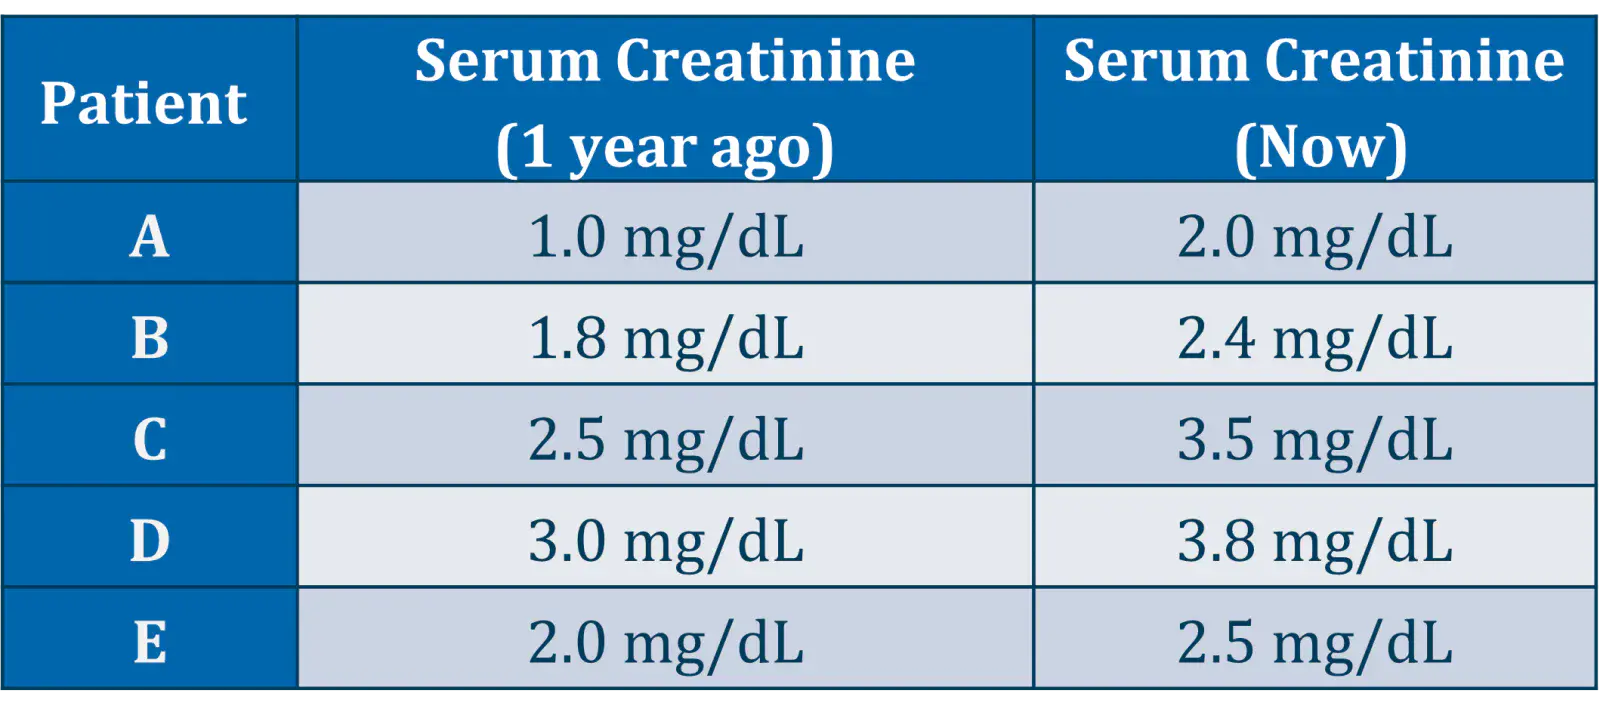 Patient Serum Creatinine (1 year ago) Serum Creatinine (Now)
A 1.0 mg/dL 2.0 mg/dL
B 1.8 mg/dL 2.4 mg/dL
C 2.5 mg/dL 3.5 mg/dL
D 3.0 mg/dL 3.8 mg/dL
E 2.0 mg/dL 2.5 mg/dL